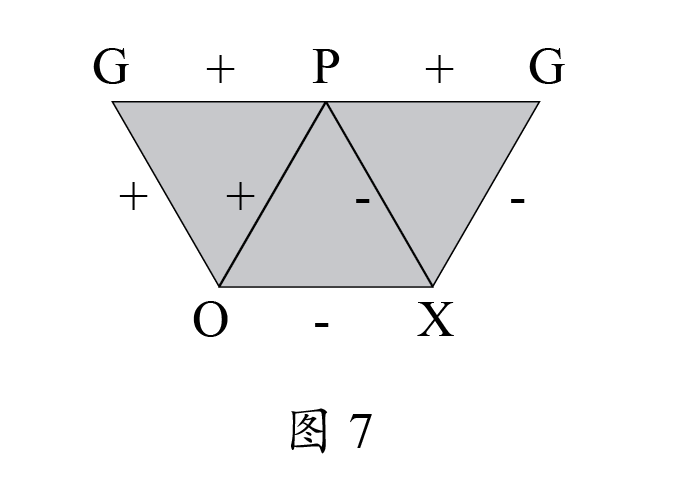 G + P + G
+ + - -
O - X
图 7